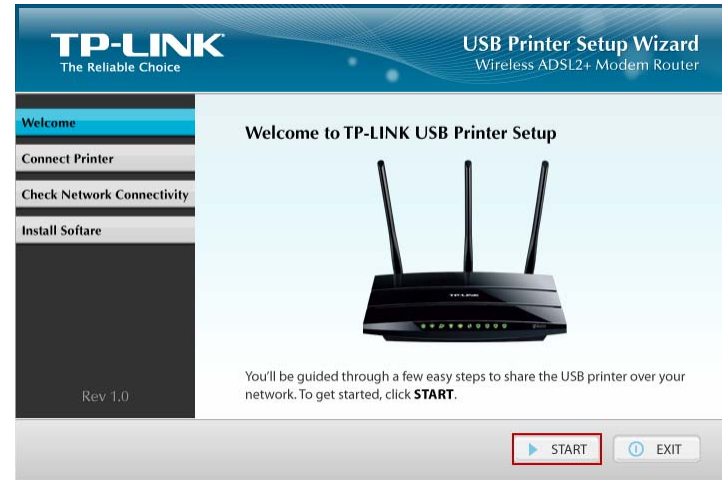 TP-LINK
The Reliable Choice
USB Printer Setup Wizard
Wireless ADSL2+ Modem Router
Welcome
Connect Printer
Check Network Connectivity
Install Softare
Rev 1.0
Welcome to TP-LINK USB Printer Setup
TP-LINK
You'll be guided through a few easy steps to share the USB printer over your
network. To get started, click START.
START
EXIT